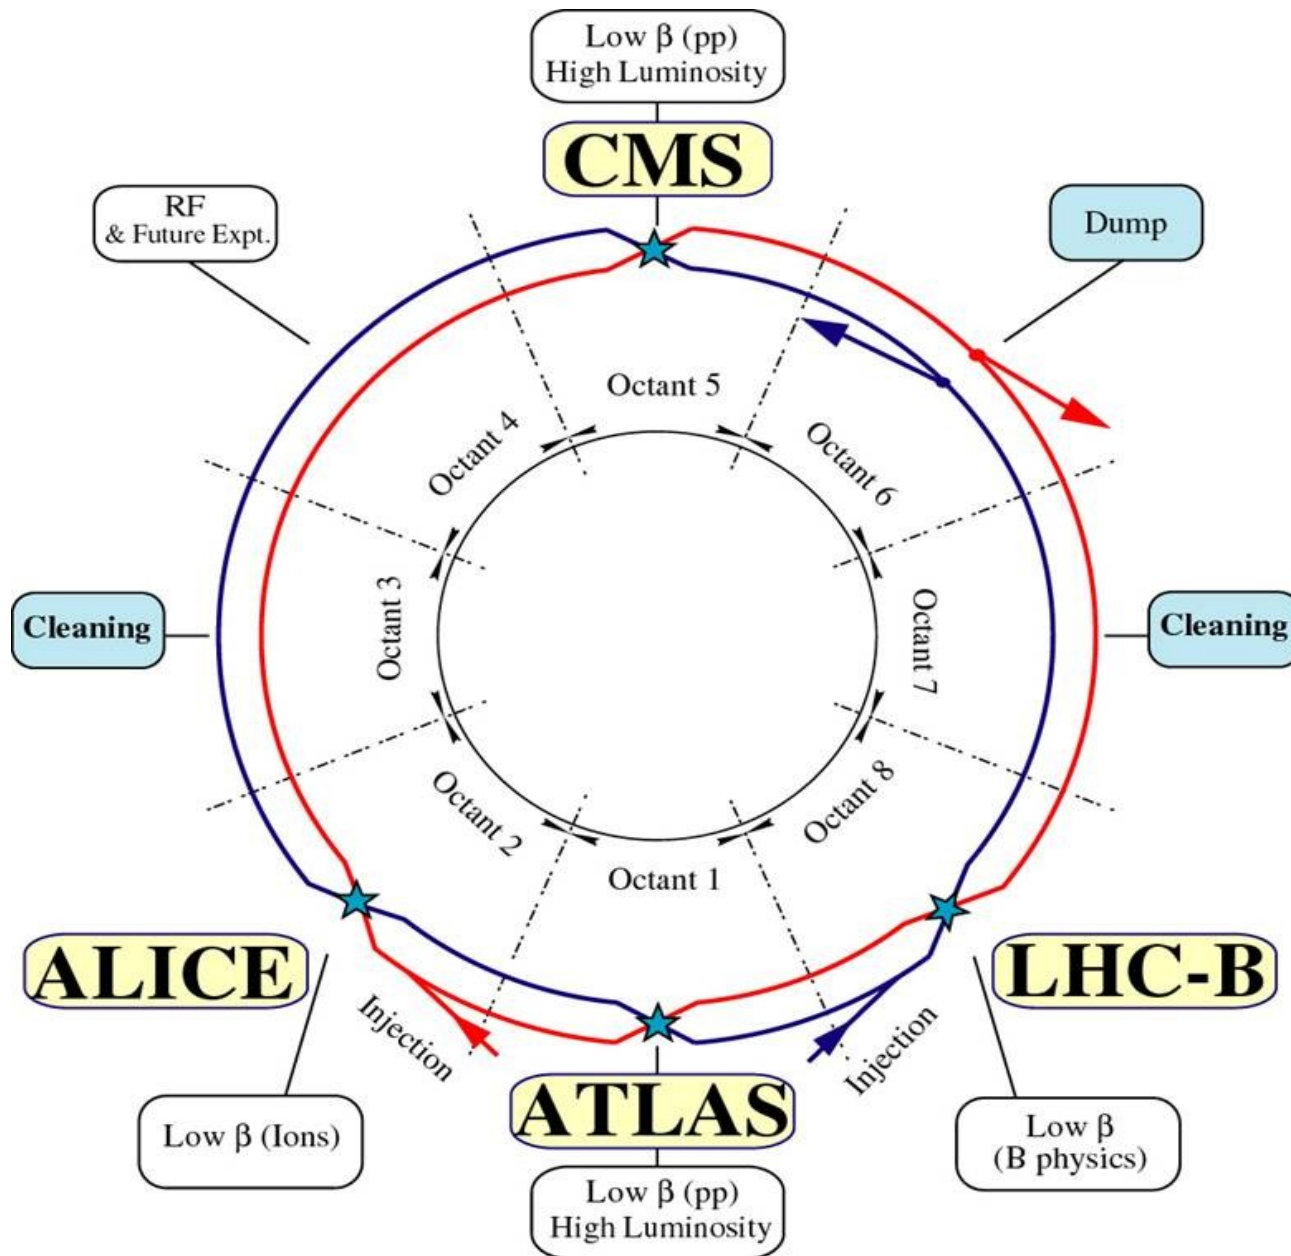 Low β (pp)
High Luminosity
CMS
RF
& Future Expt.
Dump
Octant 5
Octant 4
Octant 6
Cleaning
Octant 3
Octant 7
Cleaning
Octant 2
Octant 8
Octant 1
ALICE
LHC-B
Injection
Injection
ATLAS
Low β (Ions)
Low β
(B physics)
Low β (pp)
High Luminosity